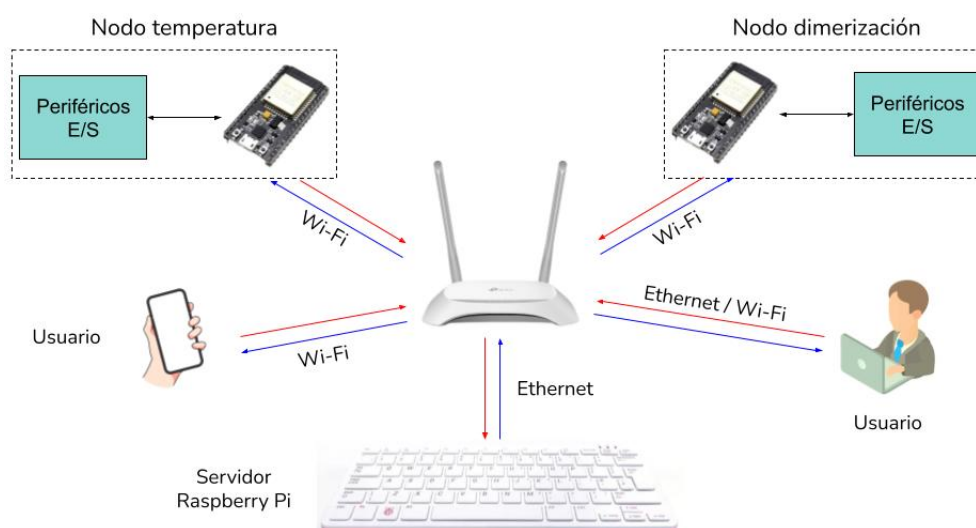 Nodo temperatura
Nodo dimerización
Periféricos
E/S
Periféricos
E/S
Wi-Fi
Wi-Fi
Usuario
Wi-Fi
Ethernet / Wi-Fi
Ethernet
Usuario
Servidor
Raspberry Pi